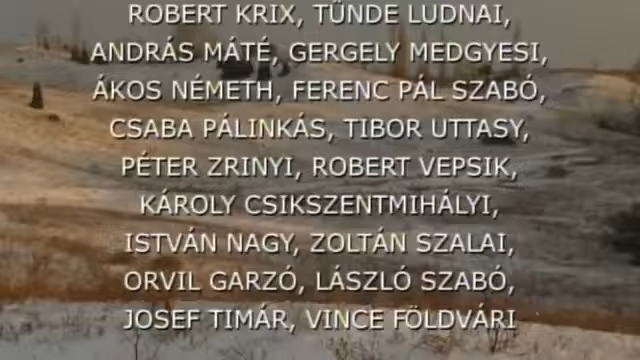 ROBERT KRIX, TÜNDE LUDNAI,
ANDRÁS MÁTÉ, GERGELY MEDGYESI,
ÁKOS NÉMETH, FERENC PÁL SZABÓ,
CSABA PÁLINKÁS, TIBOR UTTASY,
PÉTER ZRINYI, ROBERT VEPSIK,
KÁROLY CSIKSZENTMIHÁLYI,
ISTVÁN NAGY, ZOLTÁN SZALAI,
ORVIL GARZÓ, LÁSZLÓ SZABÓ,
JOSEF TIMÁR, VINCE FÖLDVÁRI